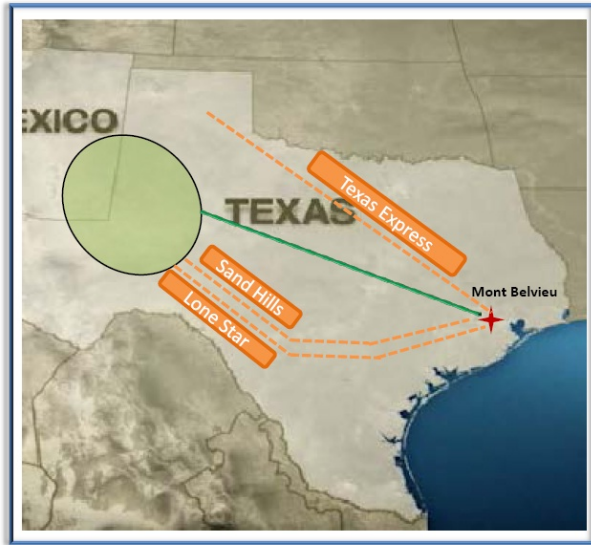 EXICO
TEXAS
Texas Express
Mont Belvieu
Sand Hills
Lone Star